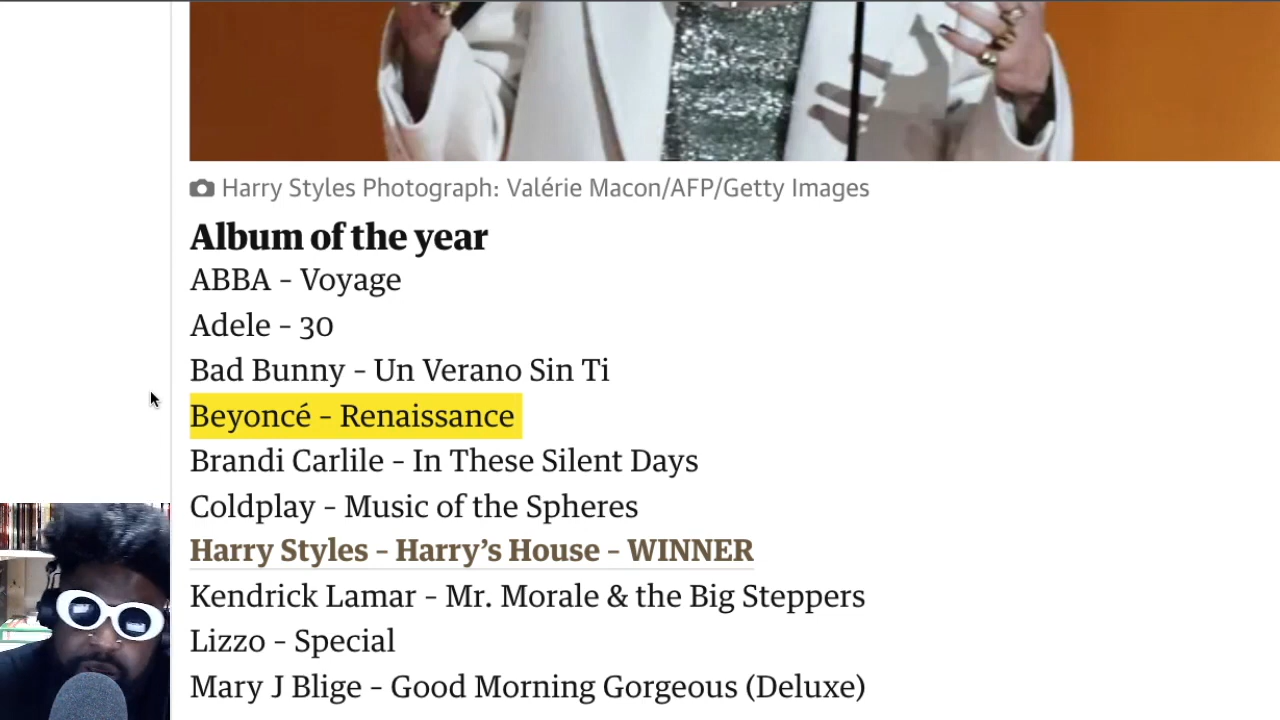 Harry Styles Photograph: Valérie Macon/AFP/Getty Images
Album of the year
ABBA – Voyage
Adele – 30
Bad Bunny – Un Verano Sin Ti
Beyoncé – Renaissance
Brandi Carlile – In These Silent Days
Coldplay – Music of the Spheres
Harry Styles – Harry’s House – WINNER
Kendrick Lamar – Mr. Morale & the Big Steppers
Lizzo – Special
Mary J Blige – Good Morning Gorgeous (Deluxe)